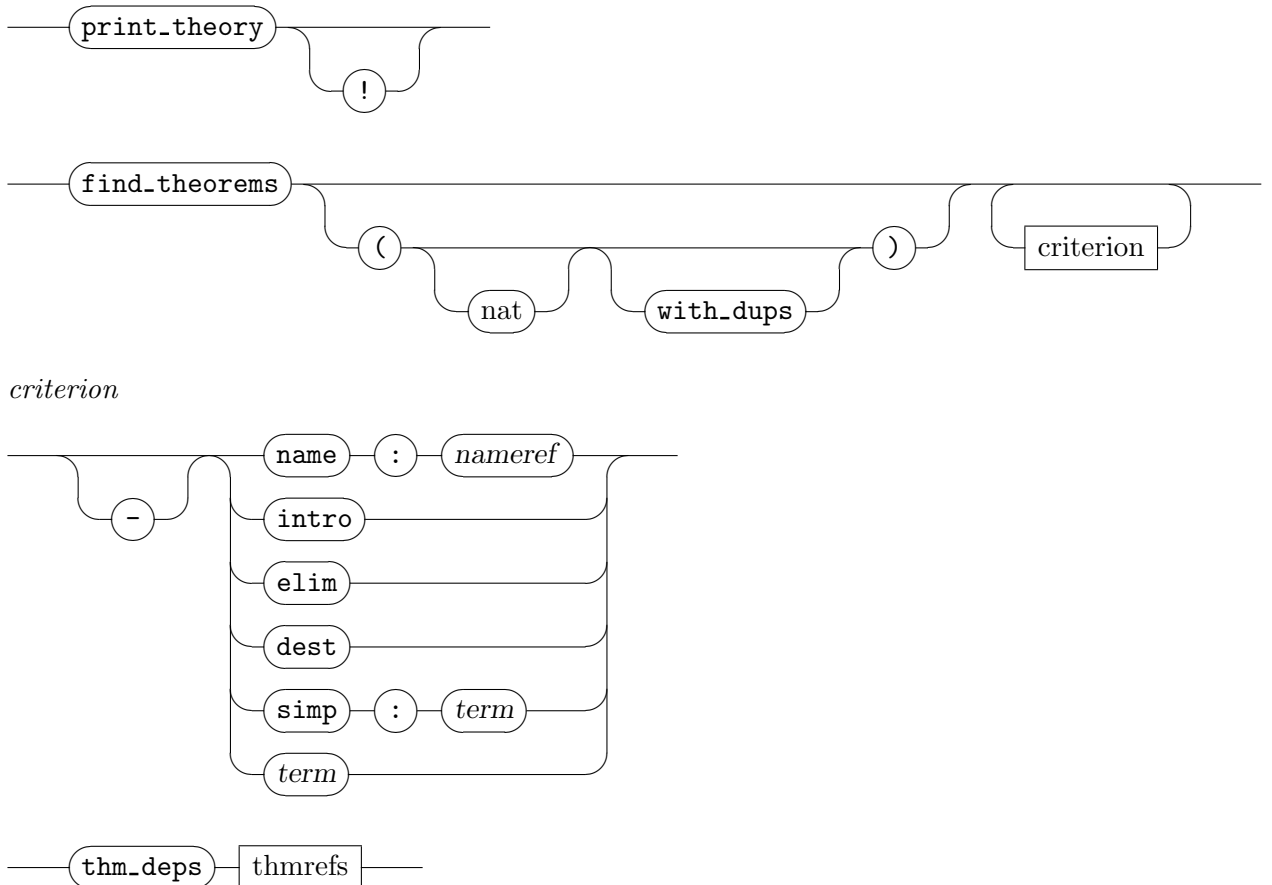 print_theory
!
find_theorems
( ) criterion
nat with_dups
criterion
name : nameref
-
intro
elim
dest
simp : term
term
thm_deps thmrefs